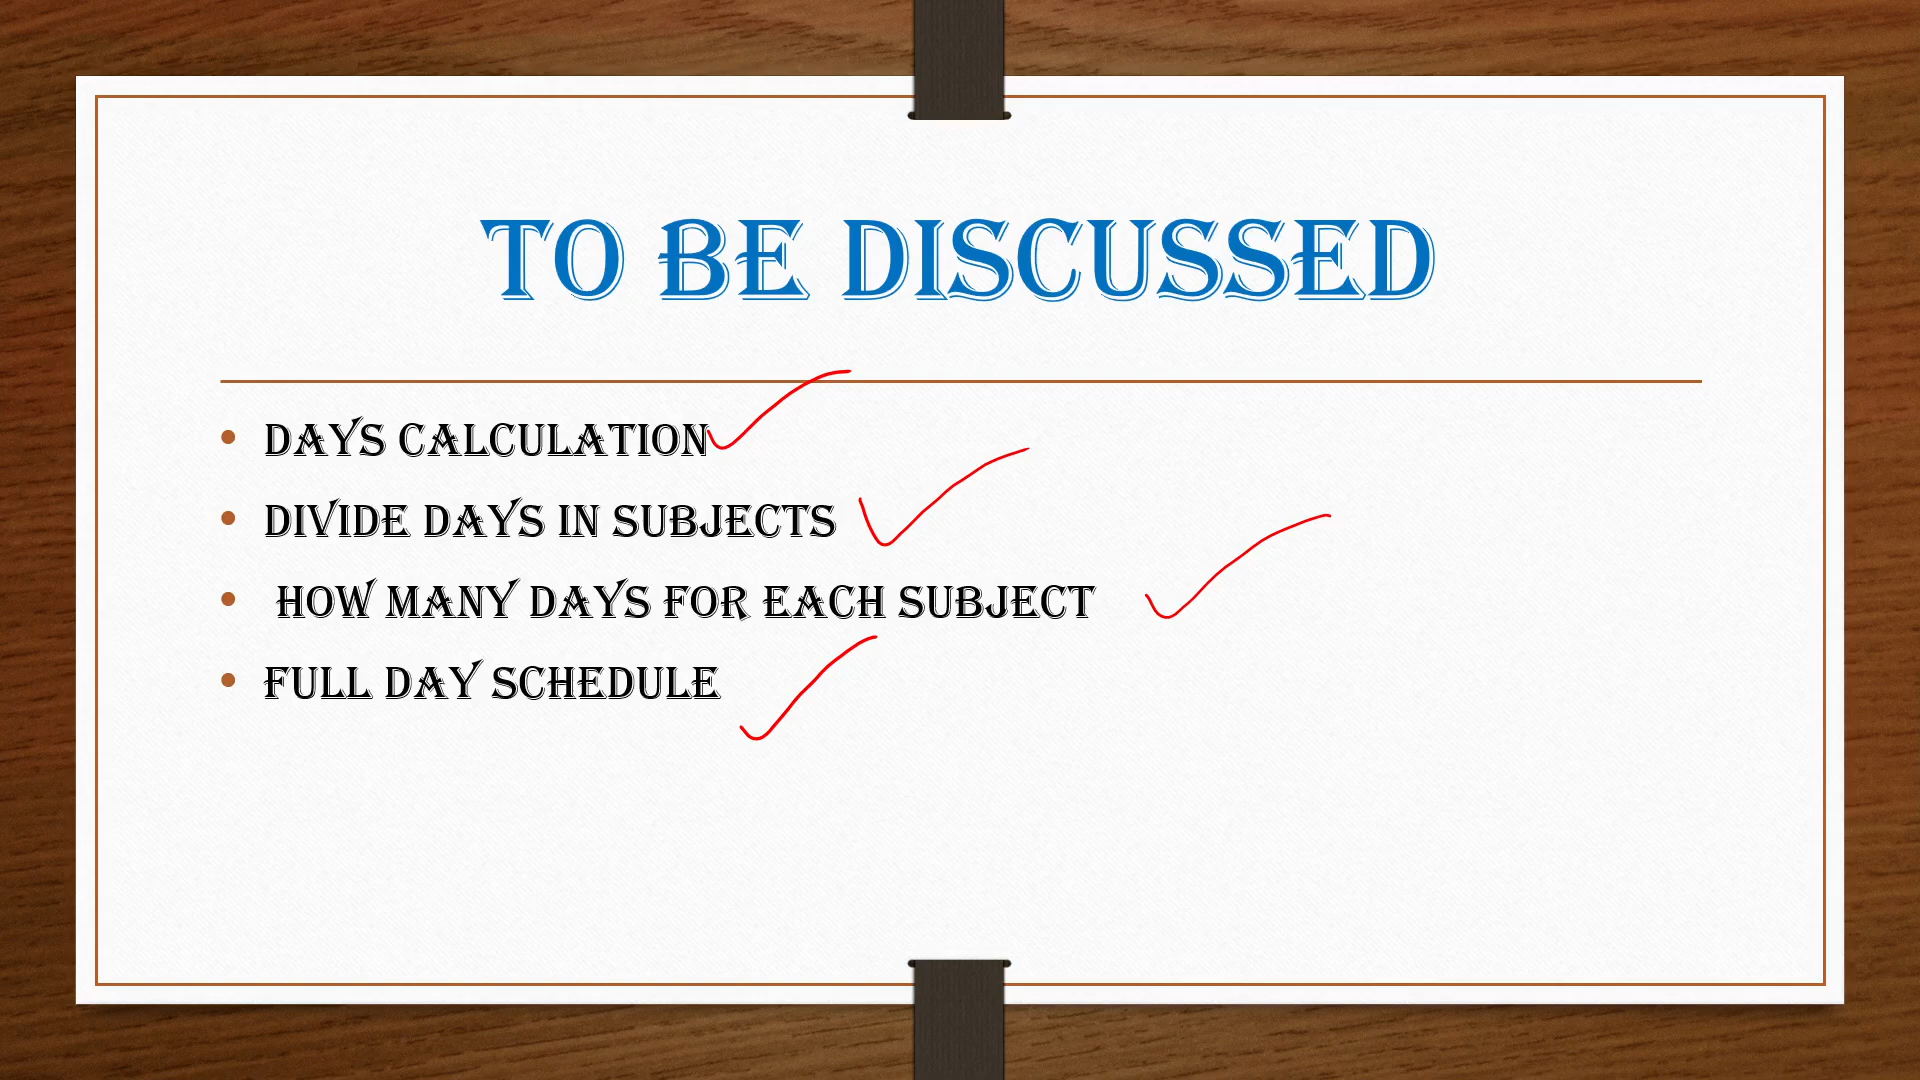 TO BE DISCUSSED
• DAYS CALCULATION
• DIVIDE DAYS IN SUBJECTS
• HOW MANY DAYS FOR EACH SUBJECT
• FULL DAY SCHEDULE